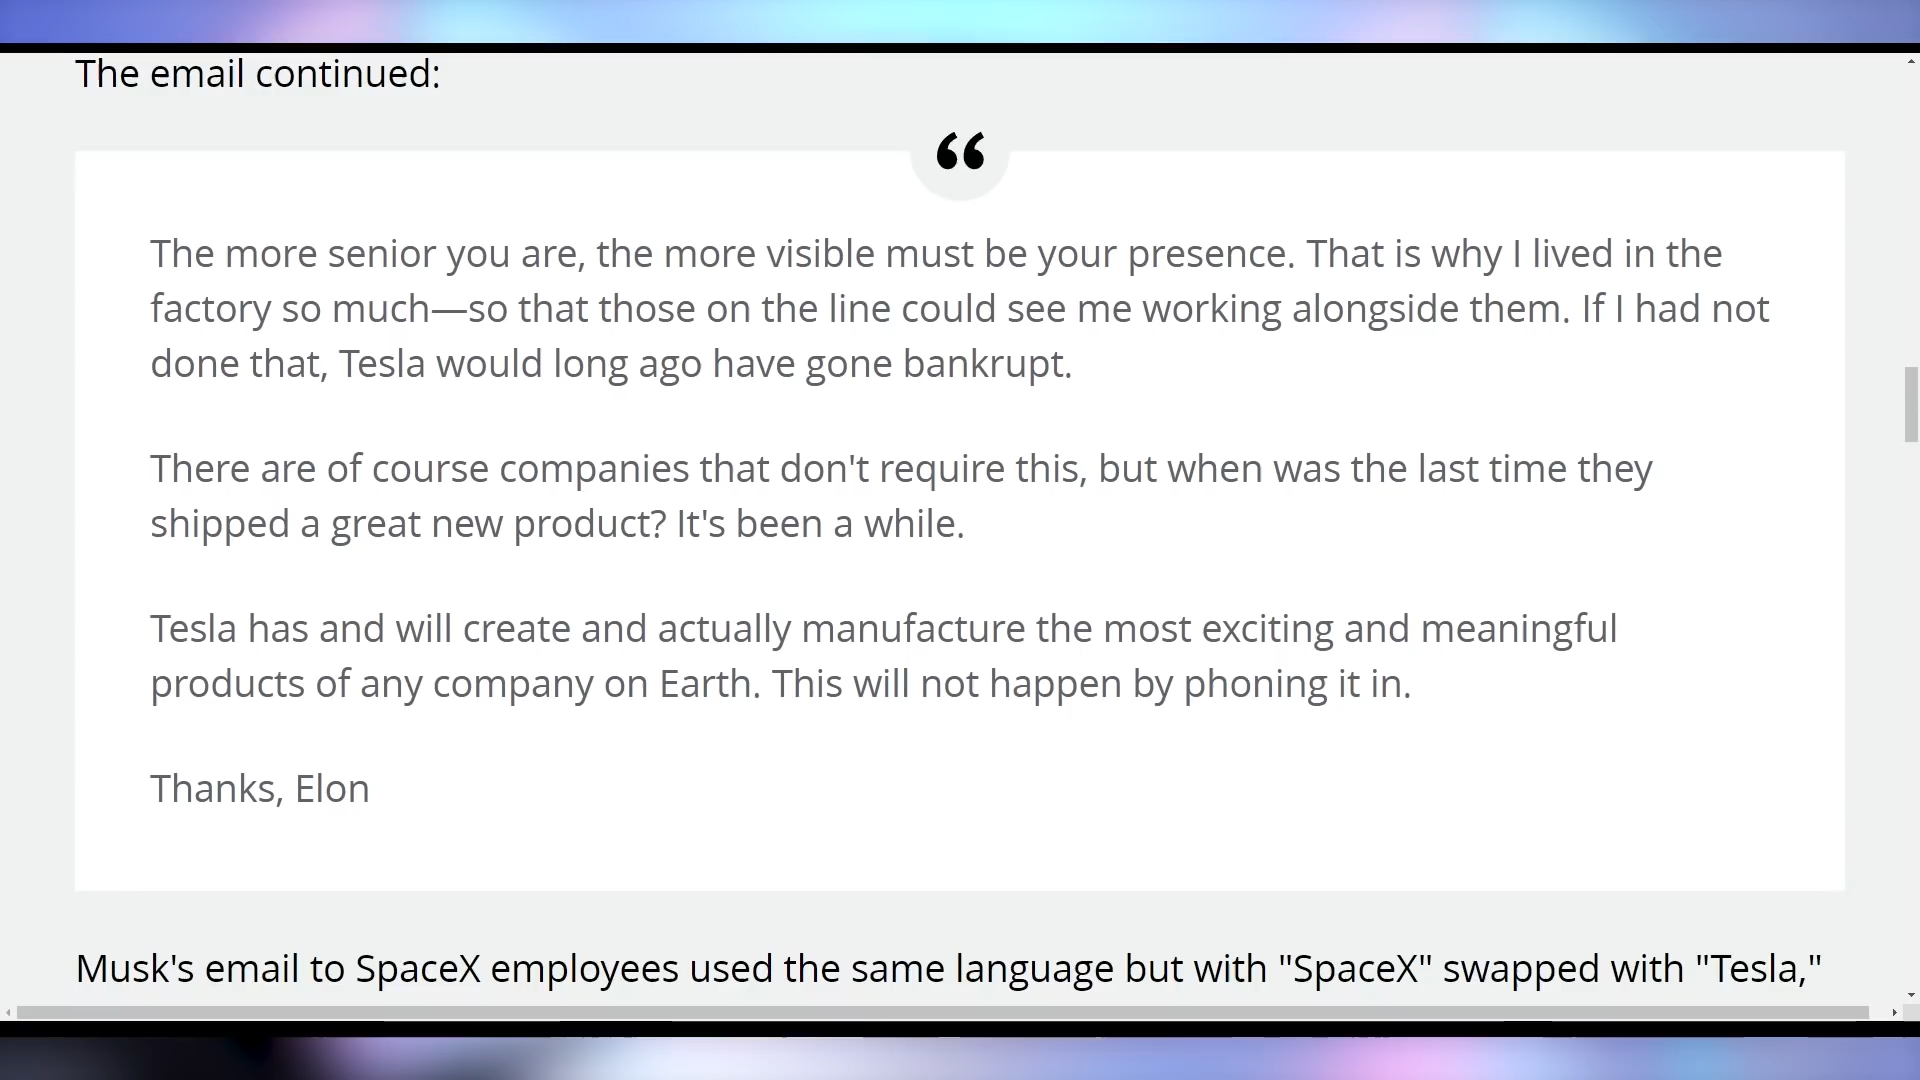 The email continued:
“
The more senior you are, the more visible must be your presence. That is why I lived in the
factory so much—so that those on the line could see me working alongside them. If I had not
done that, Tesla would long ago have gone bankrupt.
There are of course companies that don't require this, but when was the last time they
shipped a great new product? It's been a while.
Tesla has and will create and actually manufacture the most exciting and meaningful
products of any company on Earth. This will not happen by phoning it in.
Thanks, Elon
Musk's email to SpaceX employees used the same language but with "SpaceX" swapped with "Tesla,"